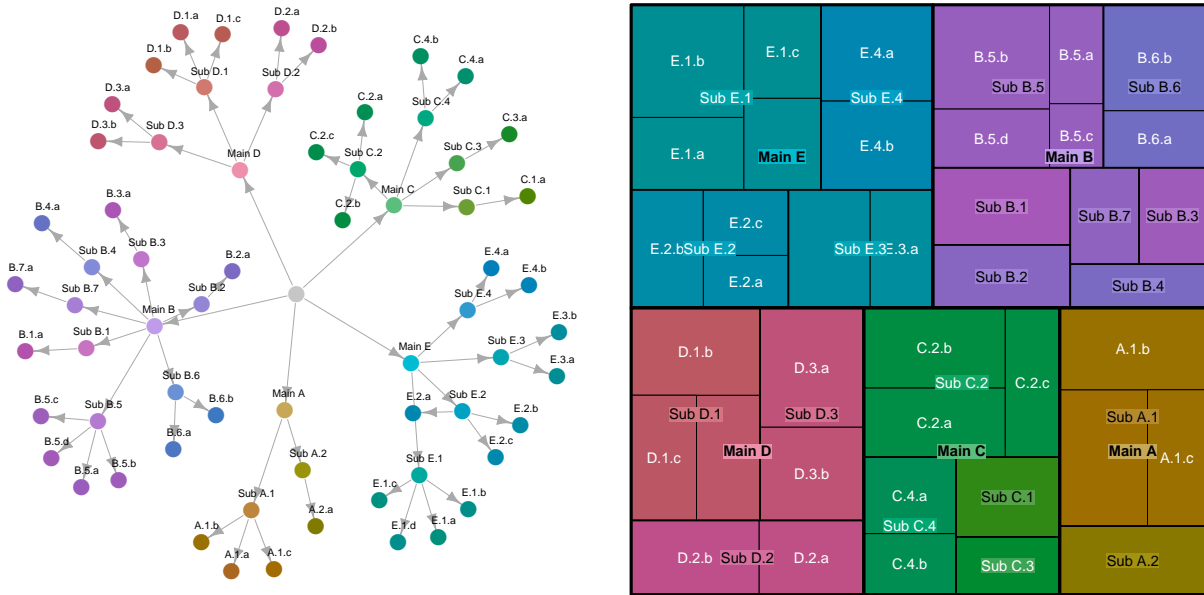 D.1.a
D.1.c
D.1.b
Sub D.1
D.2.a
D.2.b
Sub D.2
D.3.a
D.3.b
Sub D.3
Main D
C.4.b
C.4.a
Sub C.4
C.2.a
C.2.c
Sub C.2
C.2.b
C.3.a
Sub C.3
Main C
Sub C.1
C.1.a
B.3.a
B.4.a
Sub B.3
Sub B.4
B.2.a
B.7.a
Sub B.7
Sub B.2
Main B
B.1.a
Sub B.1
Sub B.6
B.6.b
B.6.a
B.5.c
Sub B.5
B.5.d
B.5.a
B.5.b
E.4.a
E.4.b
Sub E.4
E.3.b
Sub E.3
E.3.a
Main E
E.2.a
Sub E.2
E.2.b
E.2.c
Sub E.1
E.1.c
E.1.b
E.1.d
E.1.a
Main A
Sub A.2
A.2.a
Sub A.1
A.1.b
A.1.a
A.1.c
E.1.b
E.1.c
E.4.a
Sub E.1
Sub E.4
E.1.a
Main E
E.4.b
E.2.b
Sub E.2
E.2.c
E.2.a
Sub E.3
E.3.a
B.5.b
B.5.a
B.6.b
Sub B.5
Sub B.6
B.5.d
B.5.c
B.6.a
Main B
Sub B.1
Sub B.7
Sub B.3
Sub B.2
Sub B.4
D.1.b
D.3.a
Sub D.1
Sub D.3
Main D
D.1.c
D.3.b
D.2.b
Sub D.2
D.2.a
C.2.b
C.2.c
Sub C.2
C.2.a
Main C
C.4.a
Sub C.1
Sub C.4
C.4.b
Sub C.3
A.1.b
Sub A.1
Main A
A.1.c
Sub A.2